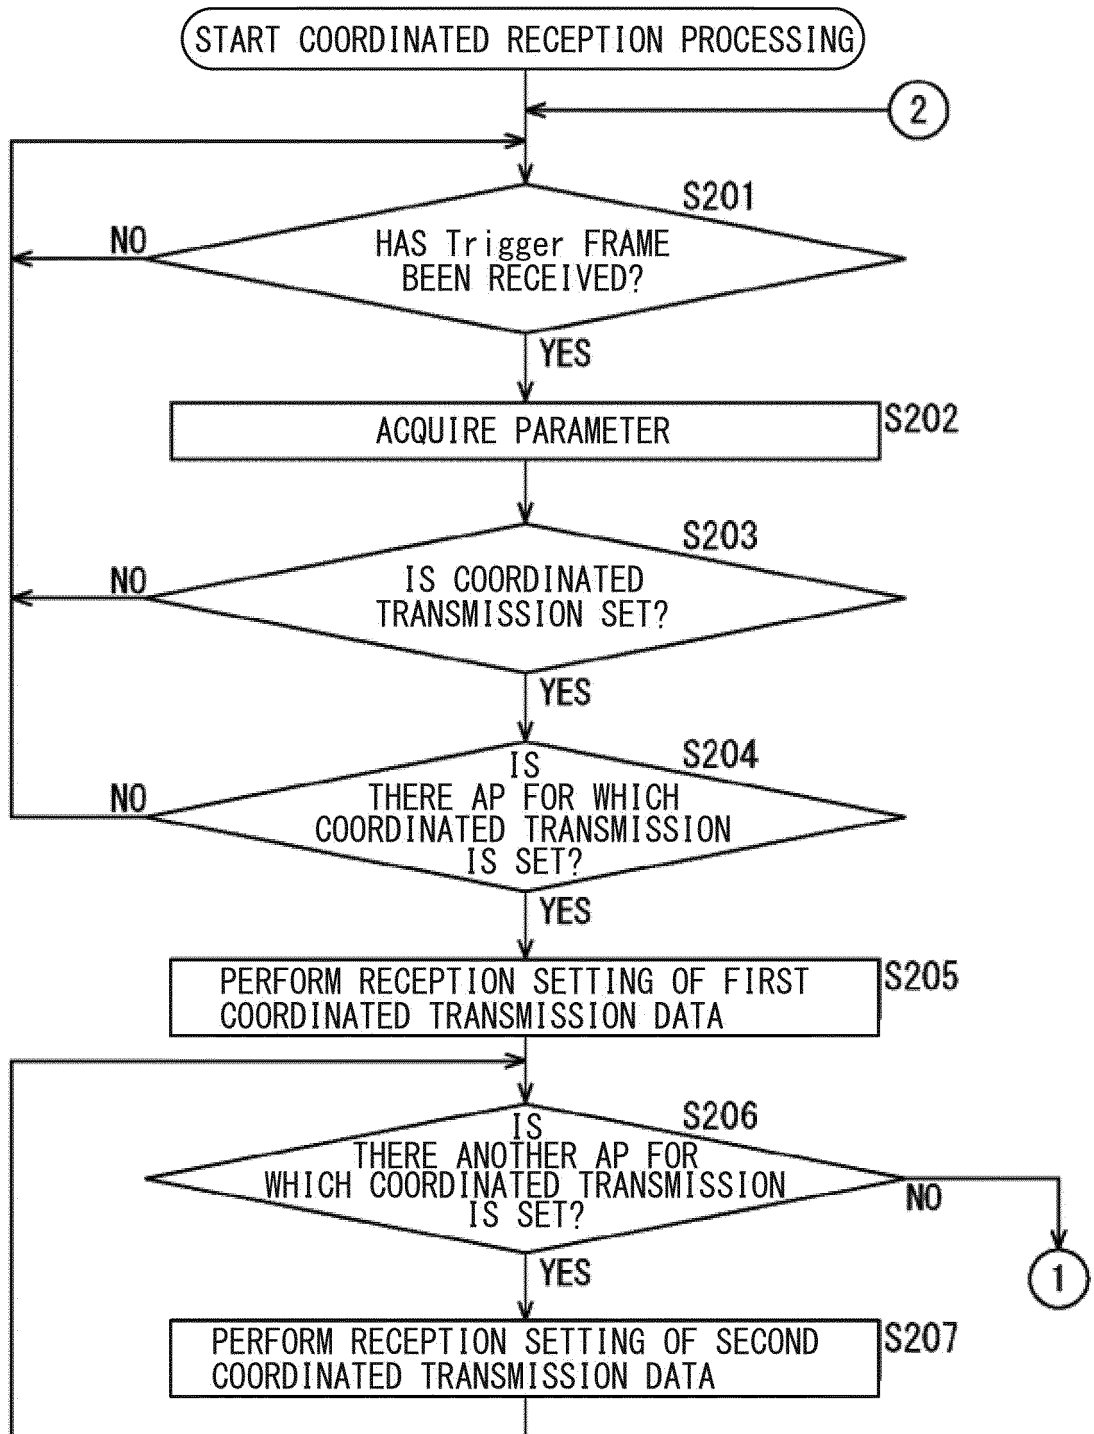 START COORDINATED RECEPTION PROCESSING
2
S201
HAS Trigger FRAME
BEEN RECEIVED?
NO
YES
ACQUIRE PARAMETER
S202
S203
IS COORDINATED
TRANSMISSION SET?
NO
YES
S204
IS
THERE AP FOR WHICH
COORDINATED TRANSMISSION
IS SET?
NO
YES
S205
PERFORM RECEPTION SETTING OF FIRST
COORDINATED TRANSMISSION DATA
S206
IS
THERE ANOTHER AP FOR
WHICH COORDINATED TRANSMISSION
IS SET?
NO
1
YES
S207
PERFORM RECEPTION SETTING OF SECOND
COORDINATED TRANSMISSION DATA